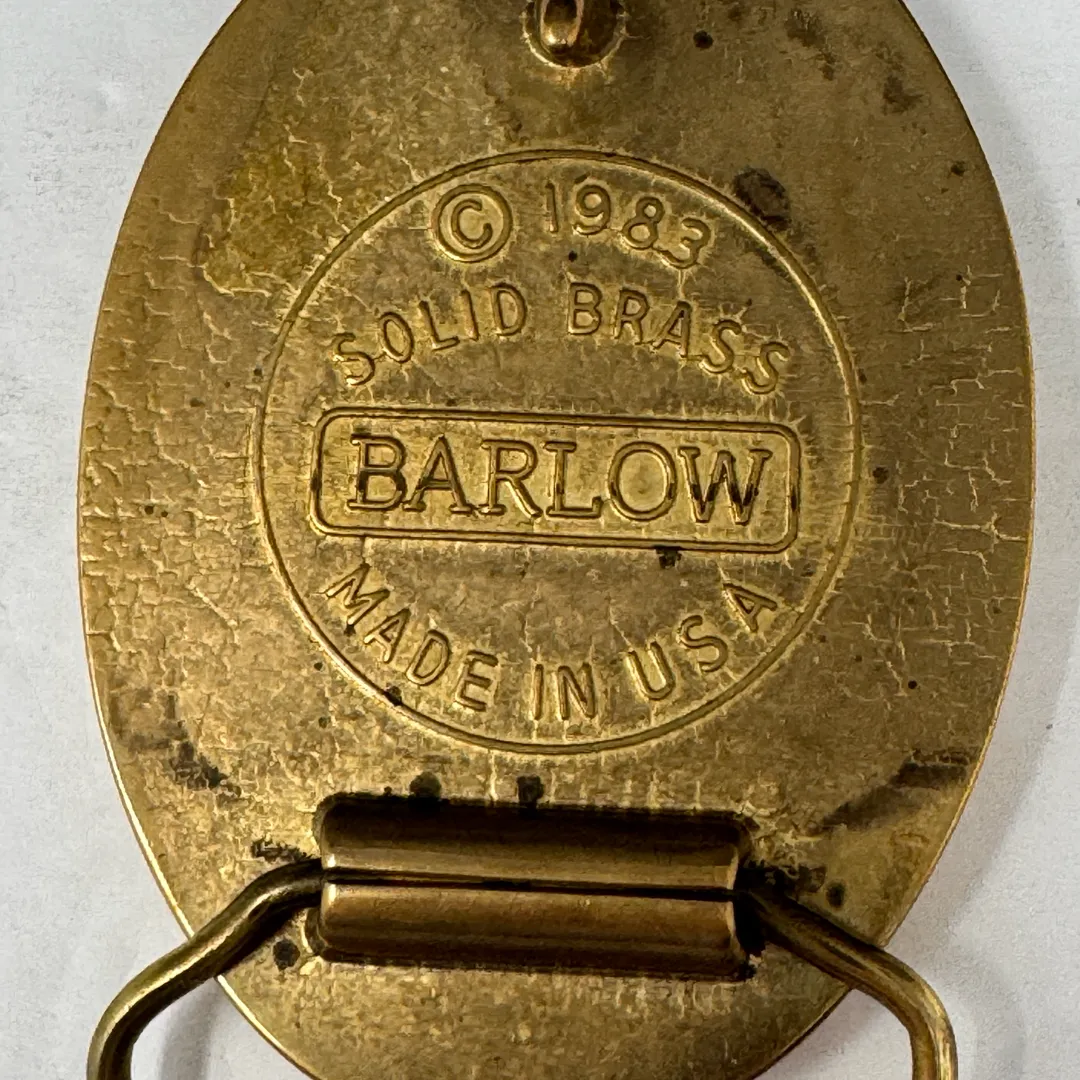 © 1983
SOLID BRASS
BARLOW
MADE IN USA